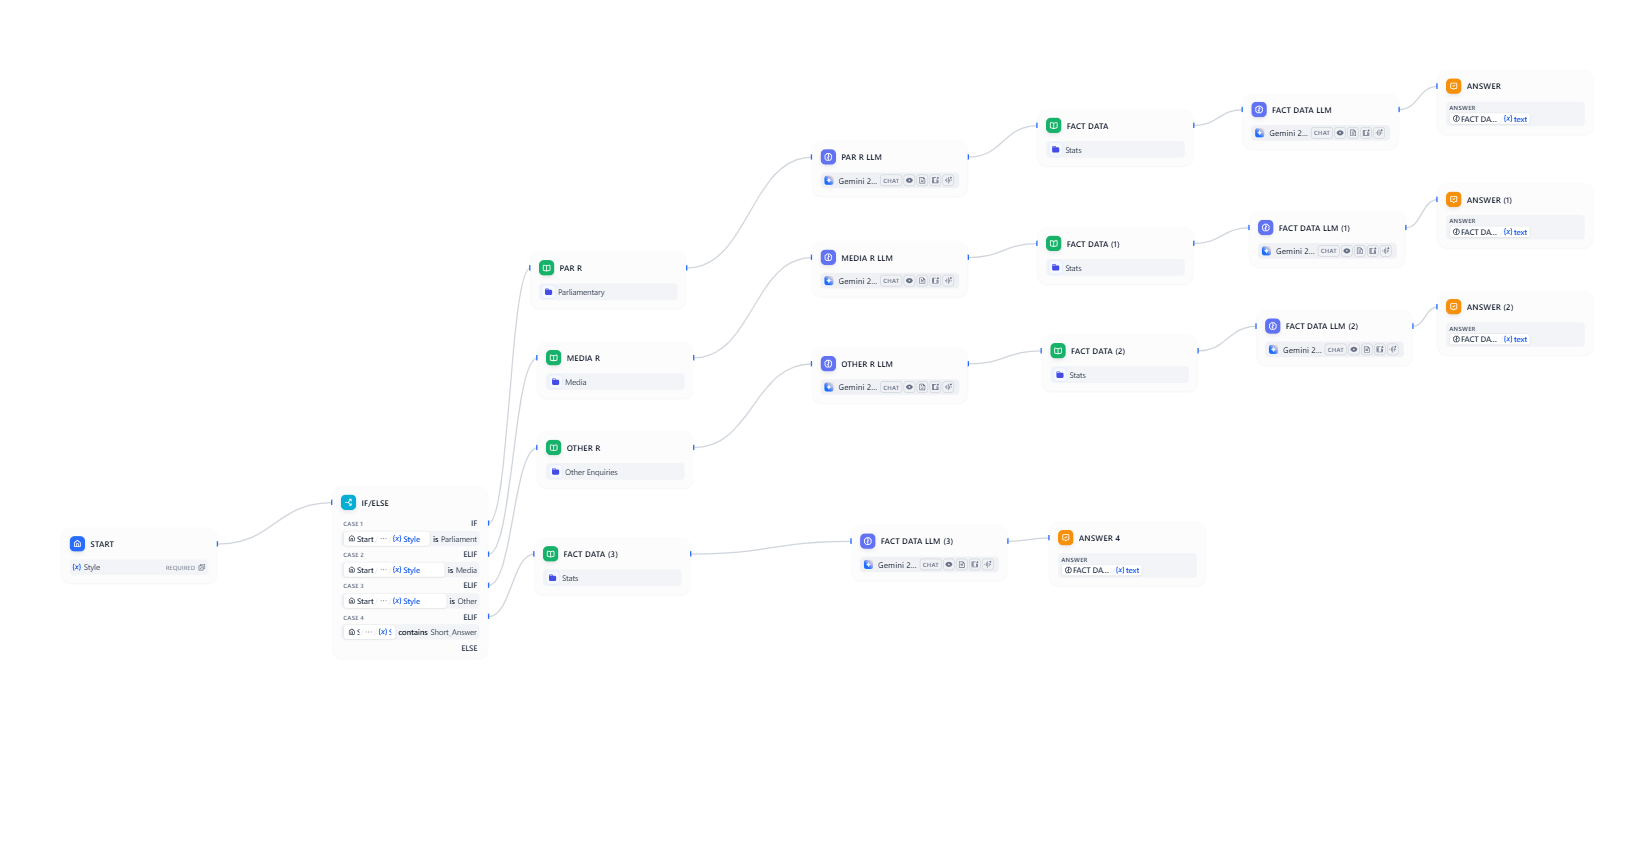 START
Style REQUIRED
IF/ELSE
CASE 1 IF
Start ··· {x} Style is Parliament
CASE 2 ELIF
Start ··· {x} Style is Media
CASE 3 ELIF
Start ··· {x} Style is Other
CASE 4 ELIF
S ··· {x} S contains Short_Answer
ELSE
PAR R
Parliamentary
MEDIA R
Media
OTHER R
Other Enquiries
FACT DATA (3)
Stats
PAR R LLM
Gemini 2... CHAT
MEDIA R LLM
Gemini 2... CHAT
OTHER R LLM
Gemini 2... CHAT
FACT DATA LLM (3)
Gemini 2... CHAT
FACT DATA
Stats
FACT DATA (1)
Stats
FACT DATA (2)
Stats
ANSWER 4
ANSWER
FACT DA... {x} text
FACT DATA LLM
Gemini 2... CHAT
FACT DATA LLM (1)
Gemini 2... CHAT
FACT DATA LLM (2)
Gemini 2... CHAT
ANSWER
ANSWER
FACT DA... {x} text
ANSWER (1)
ANSWER
FACT DA... {x} text
ANSWER (2)
ANSWER
FACT DA... {x} text